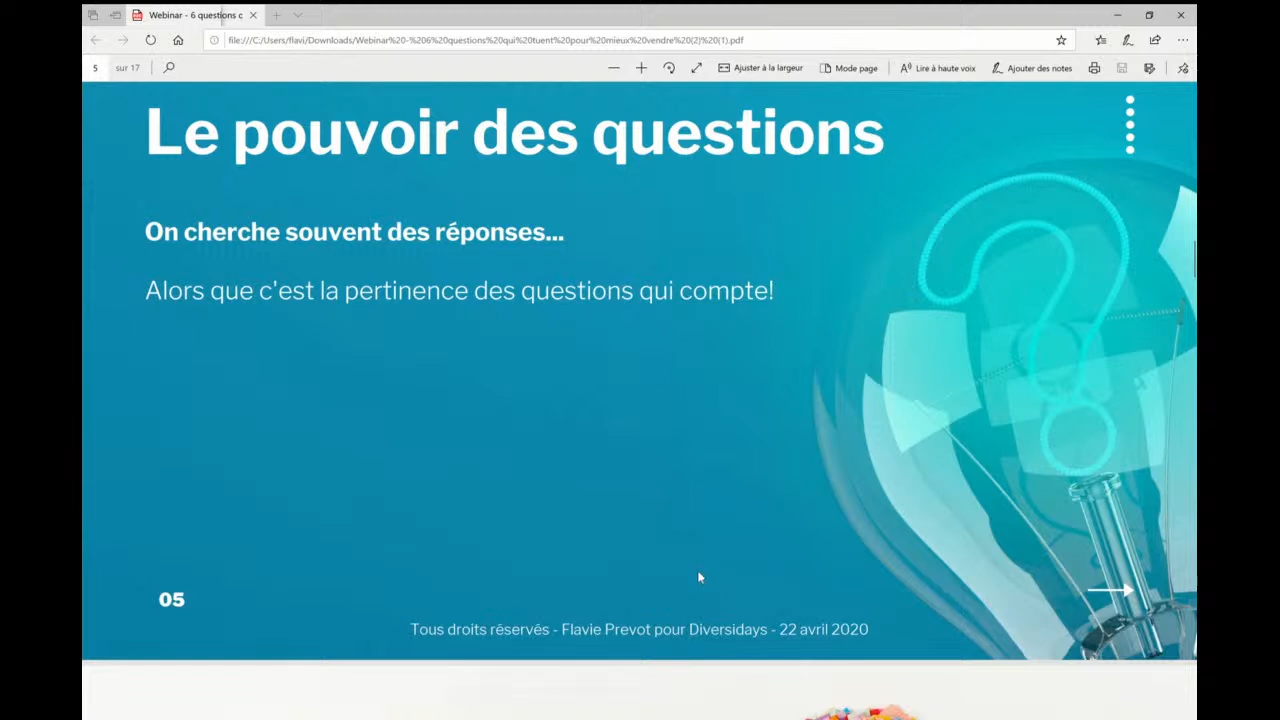 Webinar - 6 questions c
file:///C:/Users/flavi/Downloads/Webinar%20-%206%20questions%20qui%20tuent%20pour%20mieux%20vendre%20(2)%20(1).pdf
5 sur 17 Ajuster à la largeur Mode page Lire à haute voix Ajouter des notes
Le pouvoir des questions
On cherche souvent des réponses...
Alors que c'est la pertinence des questions qui compte!
05
Tous droits réservés - Flavie Prevot pour Diversidays - 22 avril 2020